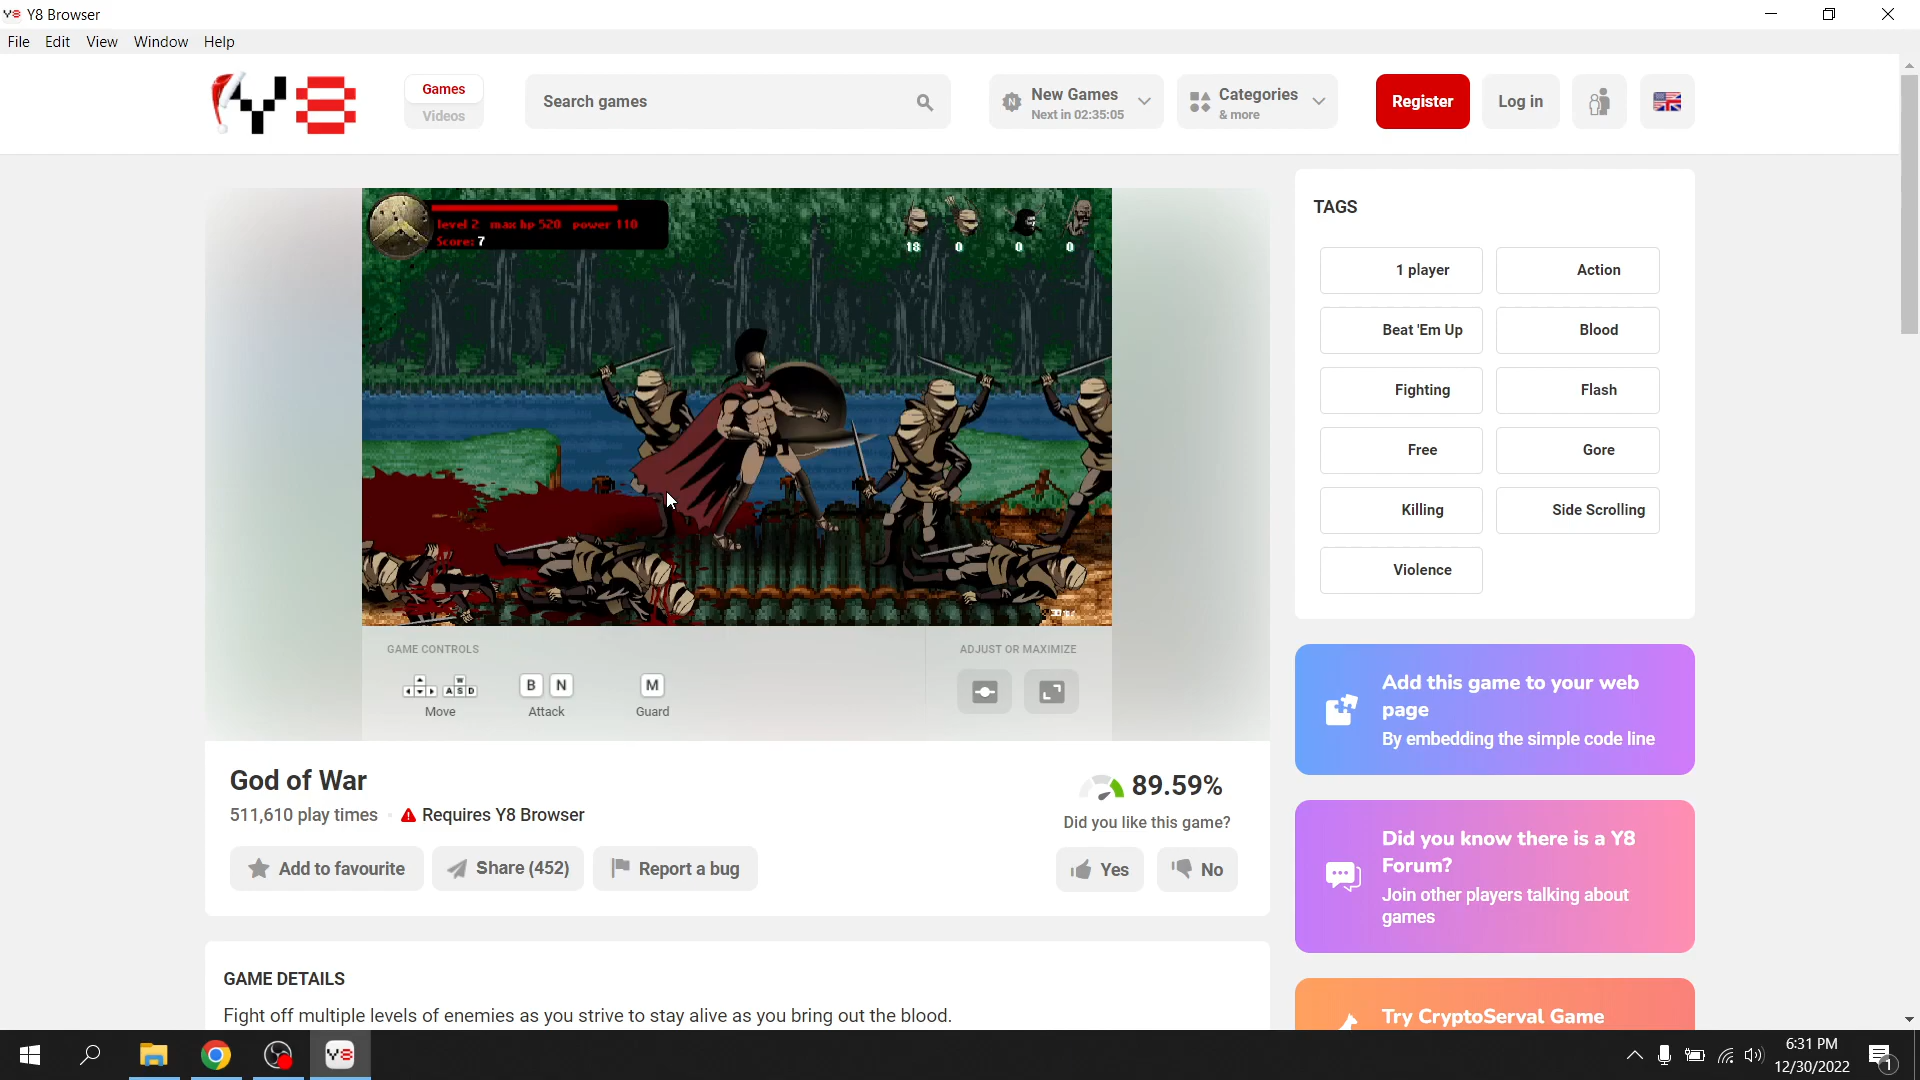 Y8 Browser
File Edit View Window Help
Y8
Games
Videos
Search games
New Games
Next in 02:35:05
Categories
& more
Register
Log in
level 2 max hp 520 power 110
Score: 7
18 0 0 0
GAME CONTROLS
W
A S D
Move
B N
Attack
M
Guard
ADJUST OR MAXIMIZE
God of War
511,610 play times
Requires Y8 Browser
89.59%
Did you like this game?
Add to favourite
Share (452)
Report a bug
Yes
No
GAME DETAILS
Fight off multiple levels of enemies as you strive to stay alive as you bring out the blood.
TAGS
1 player
Action
Beat 'Em Up
Blood
Fighting
Flash
Free
Gore
Killing
Side Scrolling
Violence
Add this game to your web
page
By embedding the simple code line
Did you know there is a Y8
Forum?
Join other players talking about
games
Try CryptoServal Game
6:31 PM
12/30/2022
1